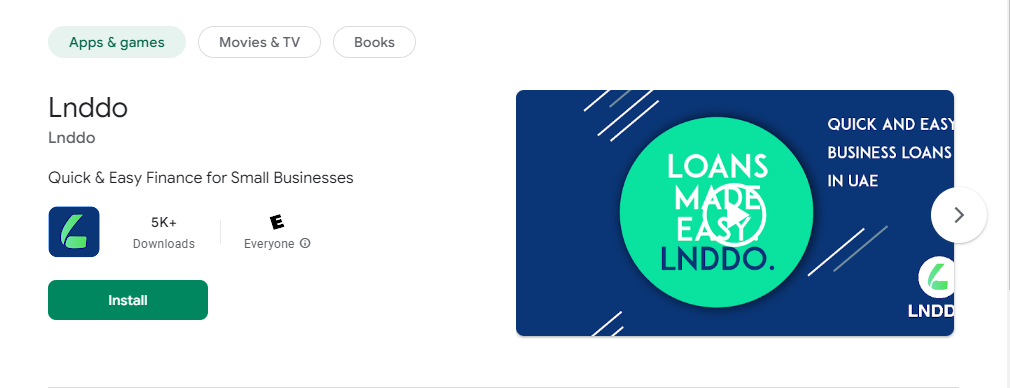 Apps & games
Movies & TV
Books
Lnddo
Lnddo
Quick & Easy Finance for Small Businesses
5K+
Downloads
E
Everyone
Install
LOANS
MADE
EASY.
LNDDO.
QUICK AND EASY
BUSINESS LOANS
IN UAE
LNDD